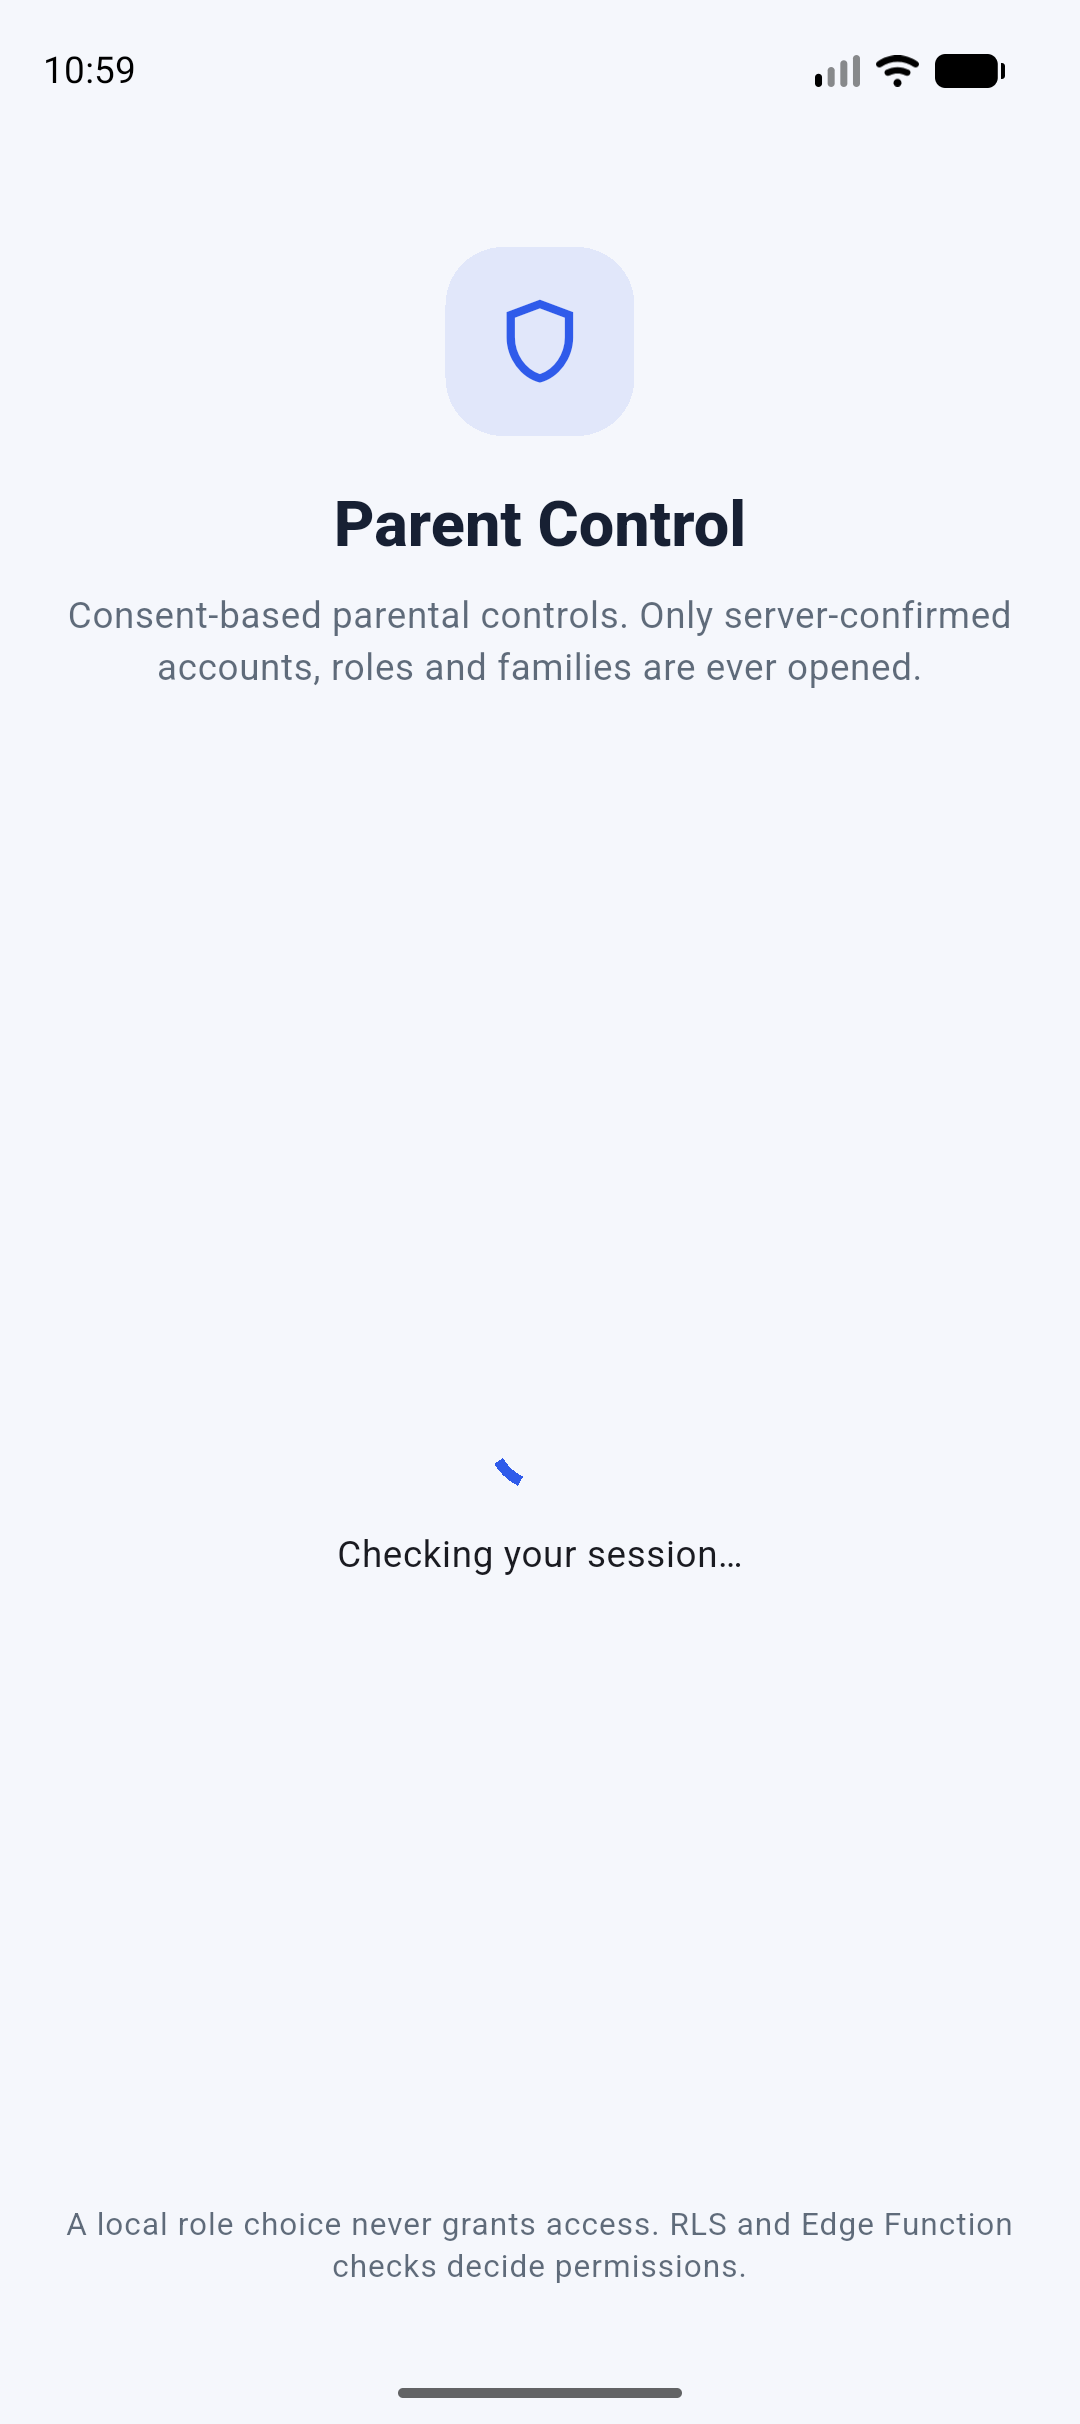 10:59
Parent Control
Consent-based parental controls. Only server-confirmed
accounts, roles and families are ever opened.
Checking your session…
A local role choice never grants access. RLS and Edge Function
checks decide permissions.